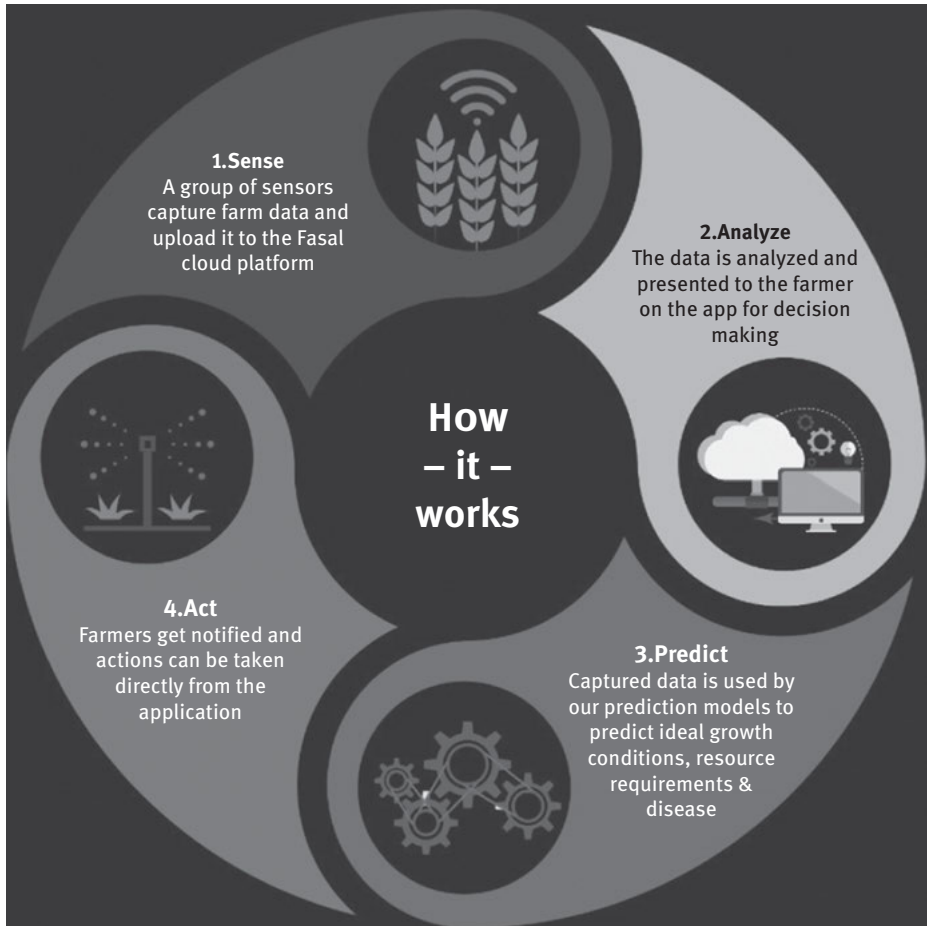 1.Sense
A group of sensors
capture farm data and
upload it to the Fasal
cloud platform
2.Analyze
The data is analyzed and
presented to the farmer
on the app for decision
making
How
– it –
works
3.Predict
Captured data is used by
our prediction models to
predict ideal growth
conditions, resource
requirements &
disease
4.Act
Farmers get notified and
actions can be taken
directly from the
application